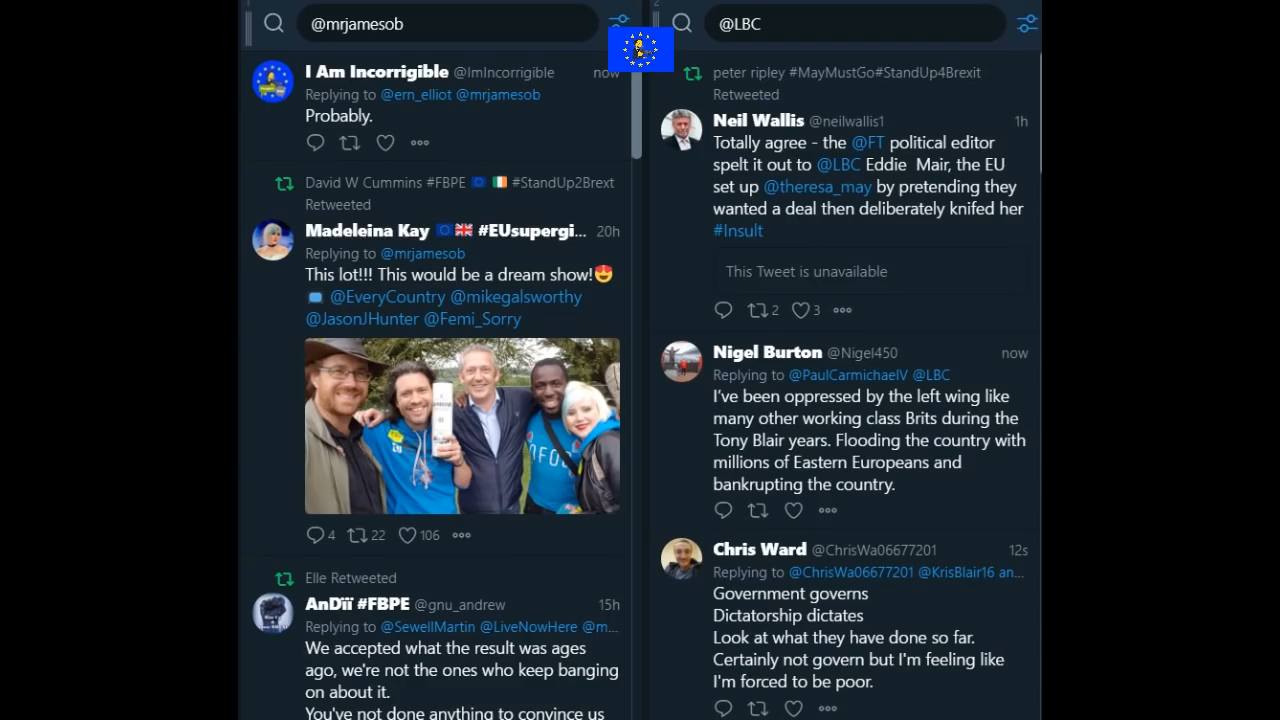 1
@mrjamesob
I Am Incorrigible @ImIncorrigible now
Replying to @ern_elliot @mrjamesob
Probably.
David W Cummins #FBPE 🇪🇺 🇮🇪 #StandUp2Brext
Retweeted
Madeleina Kay 🇪🇺🇬🇧 #EUsupergi... 20h
Replying to @mrjamesob
This lot!!! This would be a dream show!😍
@EveryCountry @mikegalsworthy
@JasonJHunter @Femi_Sorry
4 22 106
Elle Retweeted
AnDïï #FBPE @gnu_andrew 15h
Replying to @SewellMartin @LiveNowHere @m...
We accepted what the result was ages
ago, we're not the ones who keep banging
on about it.
You've not done anything to convince us
2
@LBC
peter ripley #MayMustGo#StandUp4Brexit
Retweeted
Neil Wallis @neilwallis1 1h
Totally agree - the @FT political editor
spelt it out to @LBC Eddie Mair, the EU
set up @theresa_may by pretending they
wanted a deal then deliberately knifed her
#Insult
This Tweet is unavailable
2 3
Nigel Burton @Nigel450 now
Replying to @PaulCarmichaelV @LBC
I've been oppressed by the left wing like
many other working class Brits during the
Tony Blair years. Flooding the country with
millions of Eastern Europeans and
bankrupting the country.
Chris Ward @ChrisWa06677201 12s
Replying to @ChrisWa06677201 @KrisBlair16 an...
Government governs
Dictatorship dictates
Look at what they have done so far.
Certainly not govern but I'm feeling like
I'm forced to be poor.